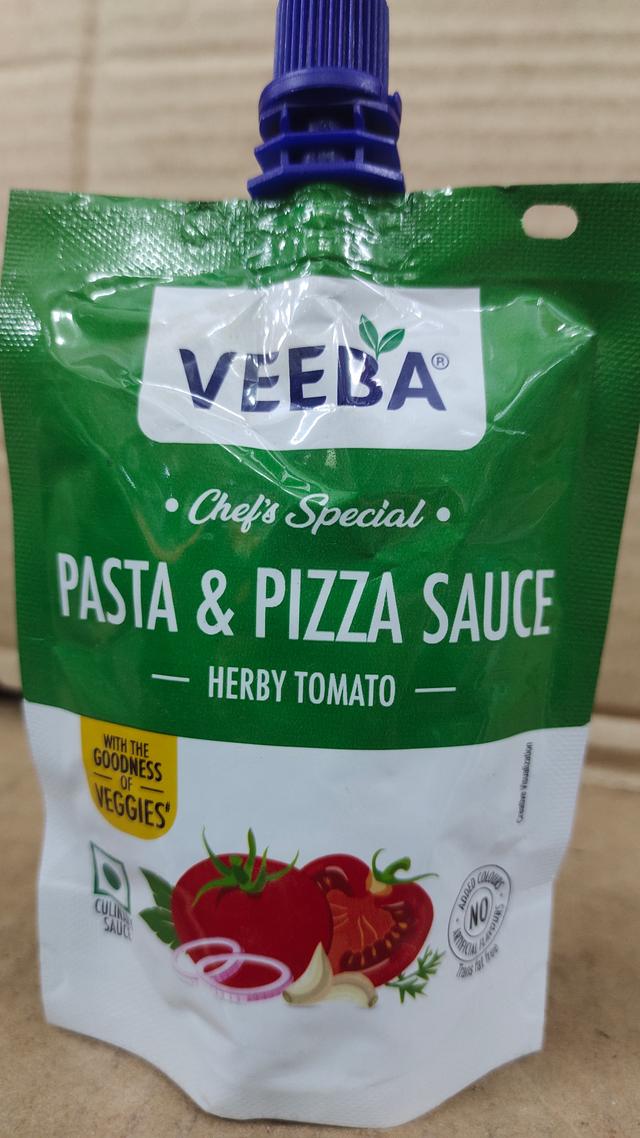 VEEBA®
• Chef's Special •
PASTA & PIZZA SAUCE
— HERBY TOMATO —
WITH THE
GOODNESS
— OF —
VEGGIES#
Creative Visualization
CULINARY
SAUCE
ADDED COLOURS
NO
ARTIFICIAL FLAVOURS
Trans fat free